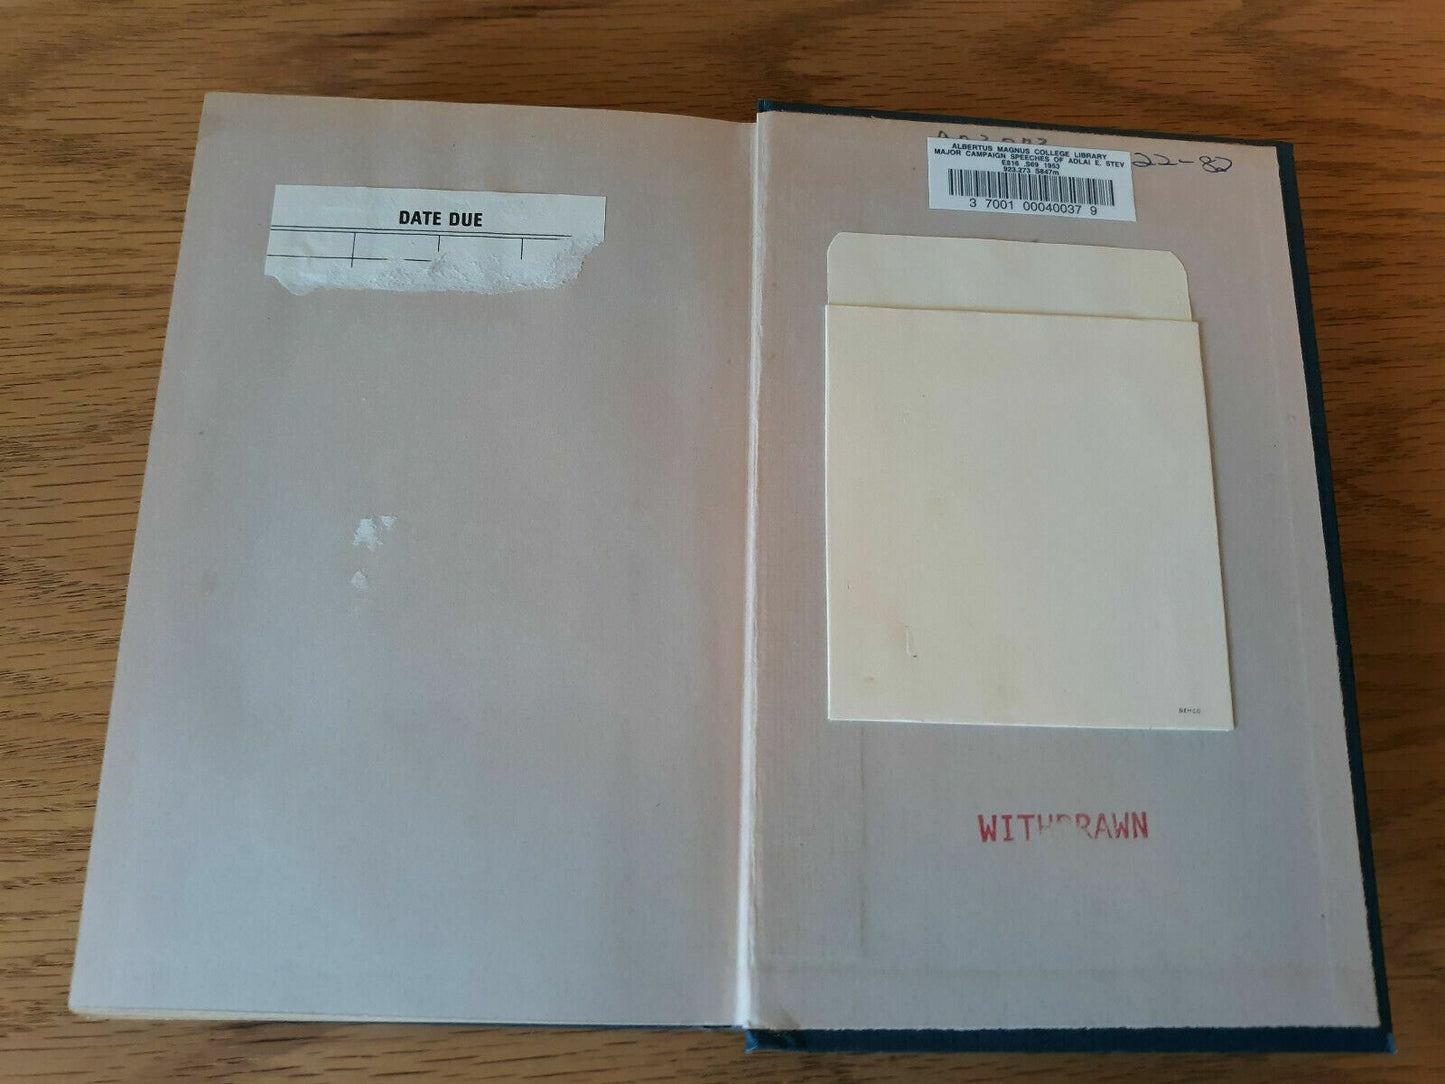 DATE DUE
ALBERTUS MAGNUS COLLEGE LIBRARY
MAJOR CAMPAIGN SPEECHES OF ADLAI E. STEV
E816 .S69 1953
923.273 S847m
3 7001 00040037 9
22-82
DEMCO
WITHDRAWN